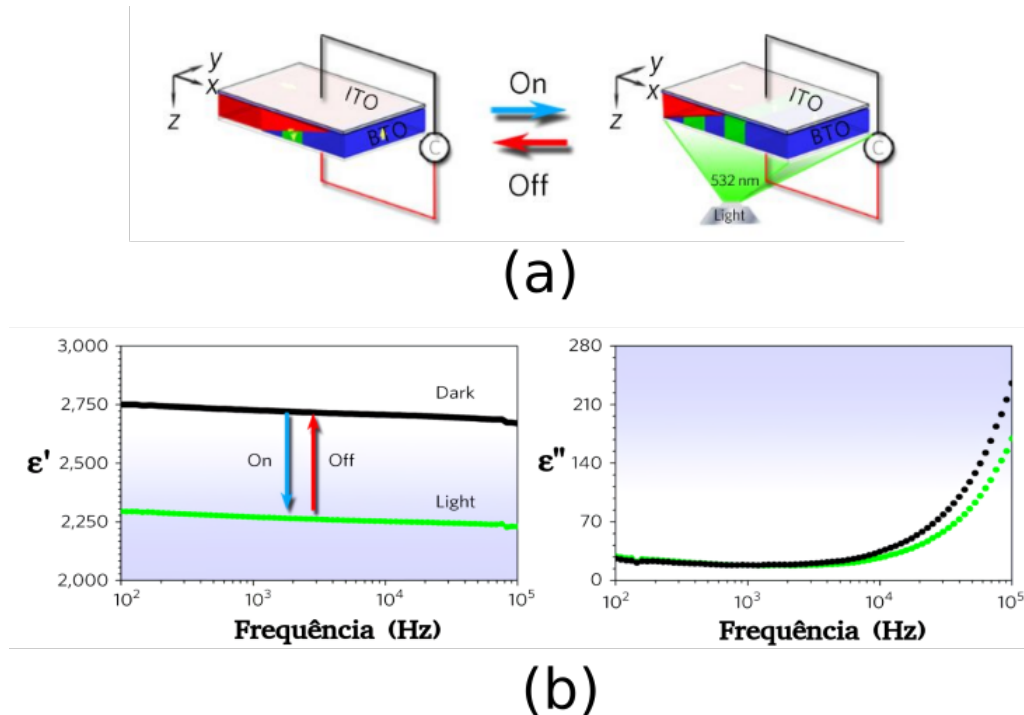 y
x
z
ITO
BTO
C
On
Off
y
x
z
ITO
BTO
C
532 nm
Light
(a)
3,000
2,750
2,500
2,250
2,000
ε'
Dark
On
Off
Light
10² 10³ 10⁴ 10⁵
Frequência (Hz)
280
210
140
70
0
ε"
10² 10³ 10⁴ 10⁵
Frequência (Hz)
(b)